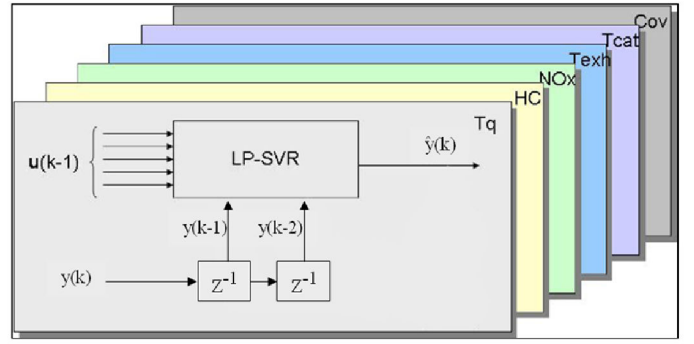 Cov
Tcat
Texh
NOx
HC
Tq
u(k-1)
LP-SVR
ŷ(k)
y(k-1) y(k-2)
y(k)
Z⁻¹ Z⁻¹